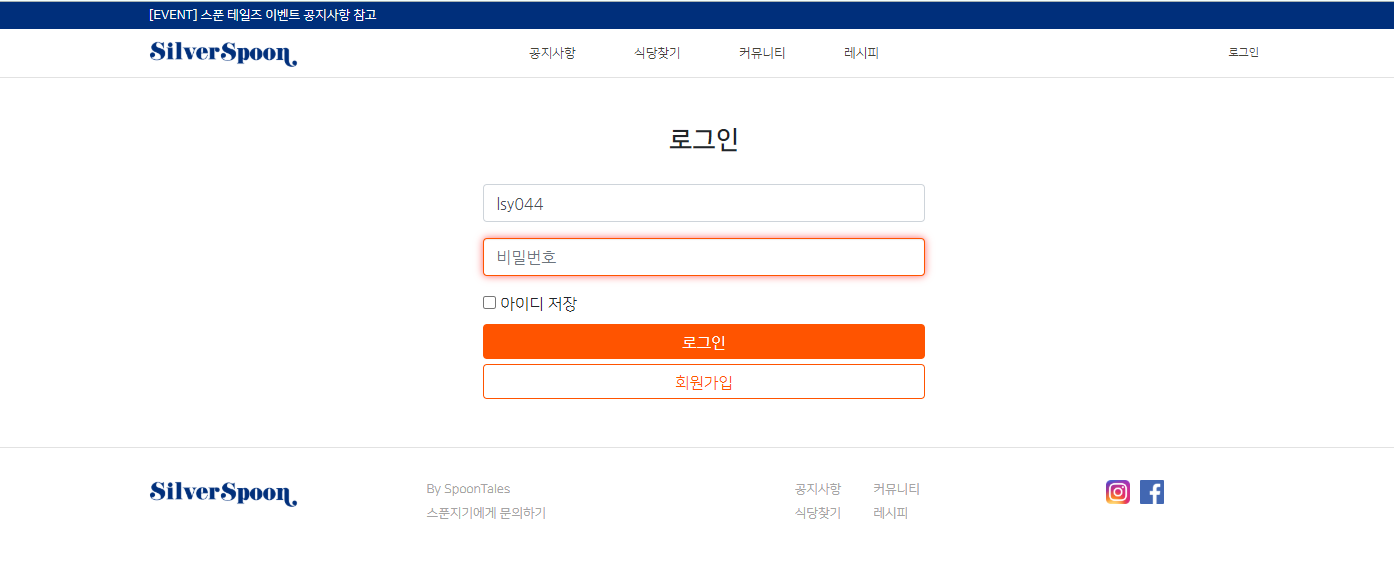 [EVENT] 스푼 테일즈 이벤트 공지사항 참고
SilverSpoon 공지사항 식당찾기 커뮤니티 레시피 로그인
로그인
lsy044
비밀번호
아이디 저장
로그인
회원가입
SilverSpoon By SpoonTales 공지사항 커뮤니티
스푼지기에게 문의하기 식당찾기 레시피